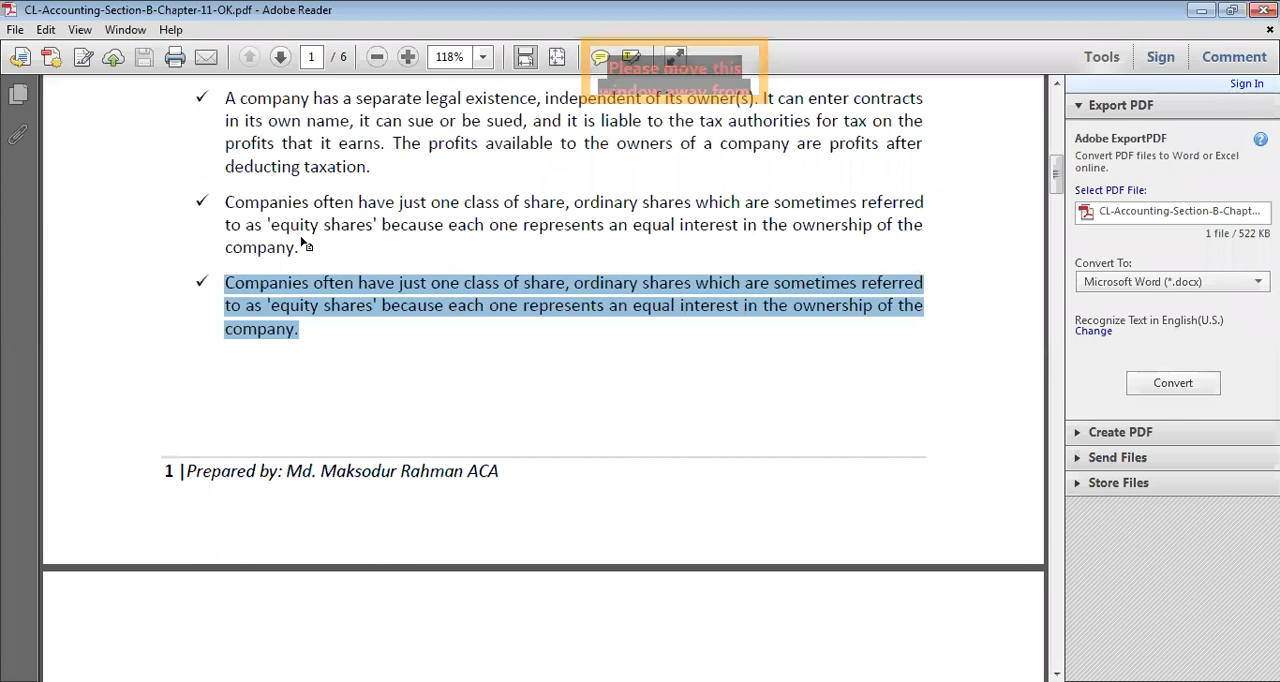 CL-Accounting-Section-B-Chapter-11-OK.pdf - Adobe Reader
File Edit View Window Help
1 / 6 118% Tools Sign Comment
Please move this
window away from
Sign In
✓ A company has a separate legal existence, independent of its owner(s). It can enter contracts
in its own name, it can sue or be sued, and it is liable to the tax authorities for tax on the
profits that it earns. The profits available to the owners of a company are profits after
deducting taxation.
✓ Companies often have just one class of share, ordinary shares which are sometimes referred
to as 'equity shares' because each one represents an equal interest in the ownership of the
company.
✓ Companies often have just one class of share, ordinary shares which are sometimes referred
to as 'equity shares' because each one represents an equal interest in the ownership of the
company.
1 |Prepared by: Md. Maksodur Rahman ACA
Export PDF
Adobe ExportPDF
Convert PDF files to Word or Excel
online.
Select PDF File:
CL-Accounting-Section-B-Chapt...
1 file / 522 KB
Convert To:
Microsoft Word (*.docx)
Recognize Text in English(U.S.)
Change
Convert
Create PDF
Send Files
Store Files